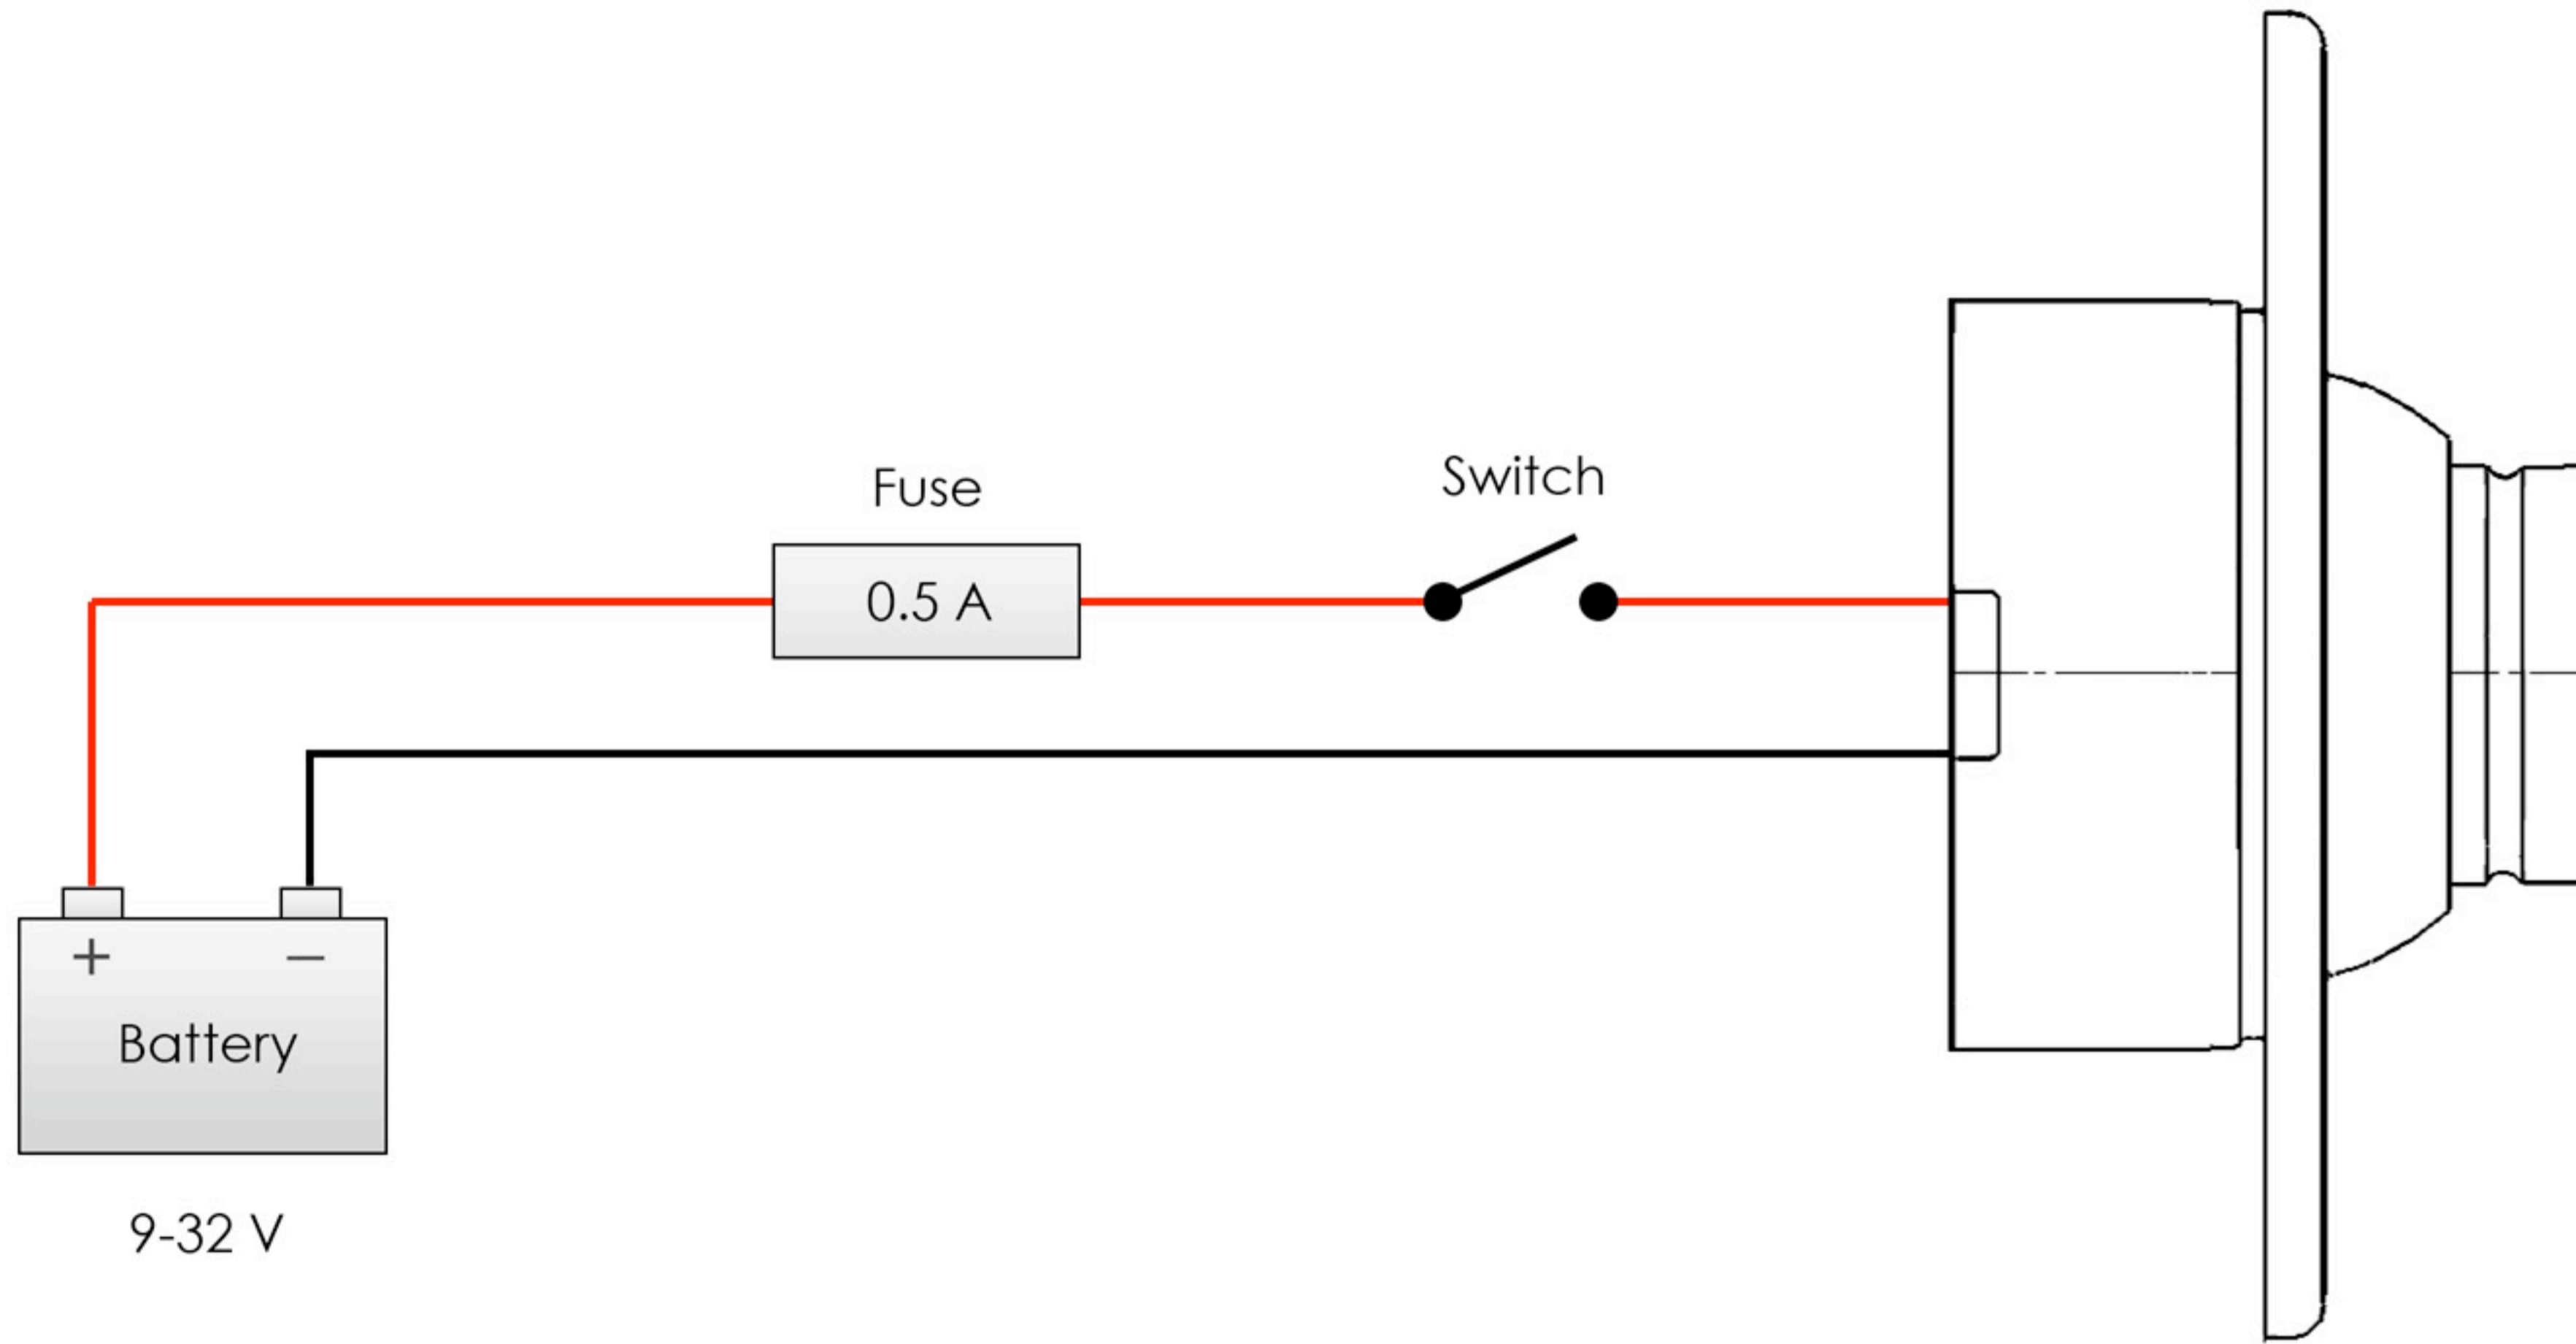 Fuse
Switch
0.5 A
+ −
Battery
9-32 V